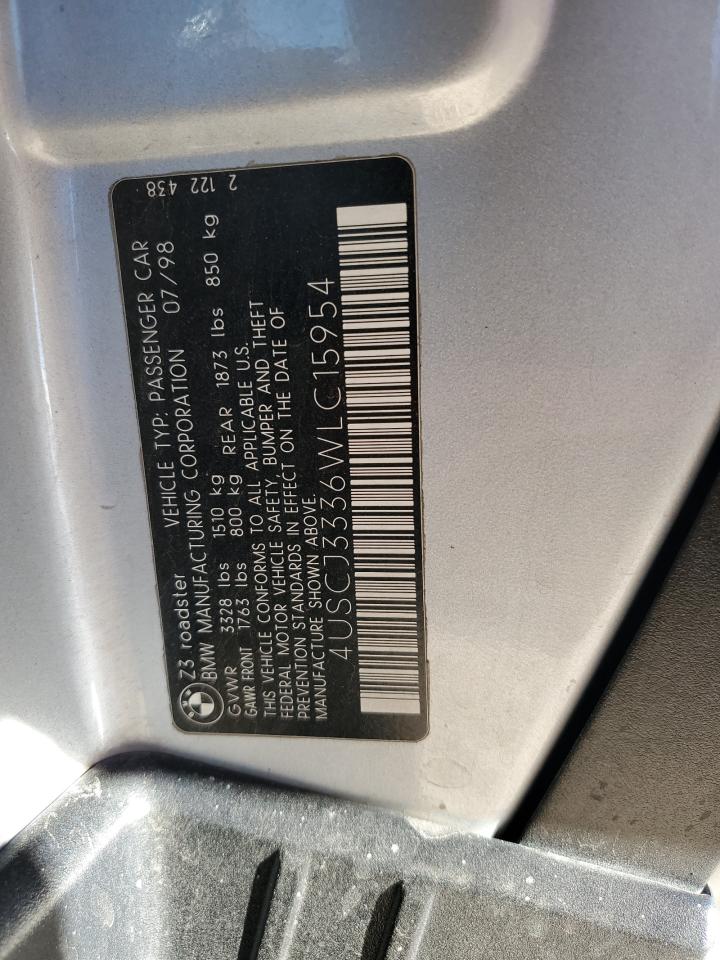 Z3 roadster VEHICLE TYP: PASSENGER CAR
BMW MANUFACTURING CORPORATION 07/98
GVWR 3328 lbs 1510 kg
GAWR FRONT 1763 lbs 800 kg REAR 1873 lbs 850 kg
THIS VEHICLE CONFORMS TO ALL APPLICABLE U.S.
FEDERAL MOTOR VEHICLE SAFETY, BUMPER AND THEFT
PREVENTION STANDARDS IN EFFECT ON THE DATE OF
MANUFACTURE SHOWN ABOVE.
4USCJ3336WLC15954
2 122 438